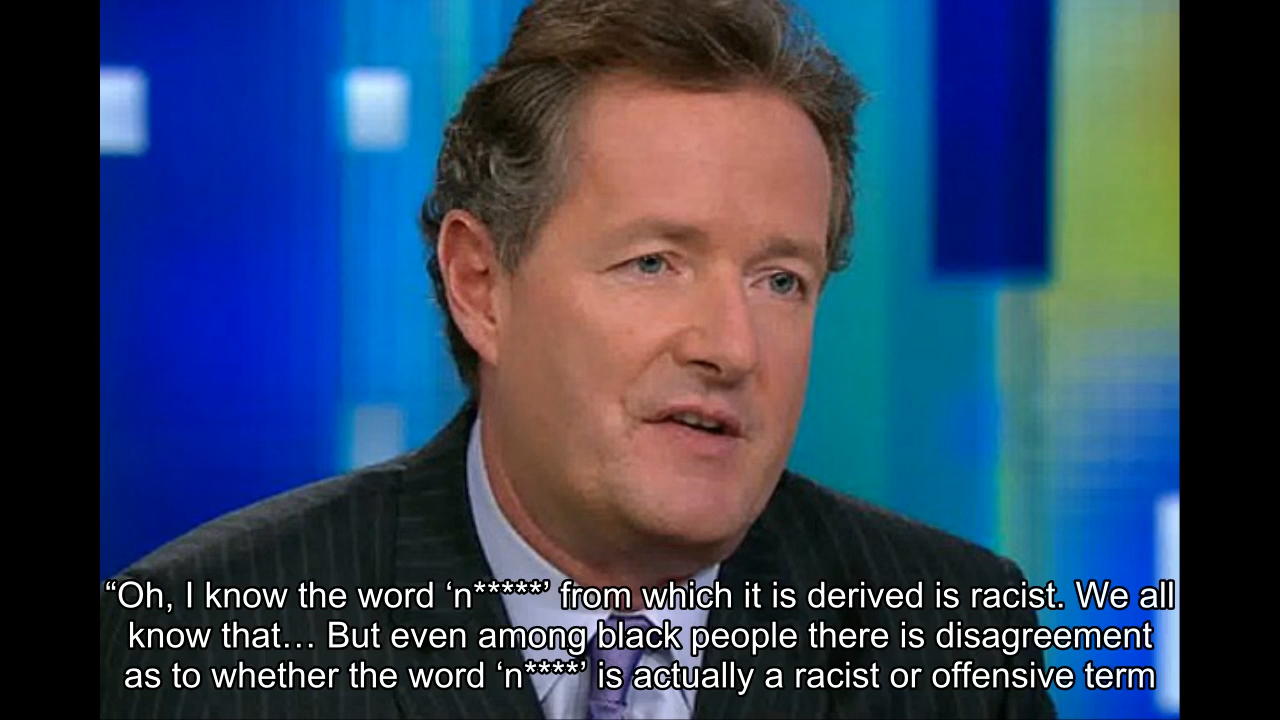 “Oh, I know the word ‘n*****’ from which it is derived is racist. We all
know that… But even among black people there is disagreement
as to whether the word ‘n****’ is actually a racist or offensive term